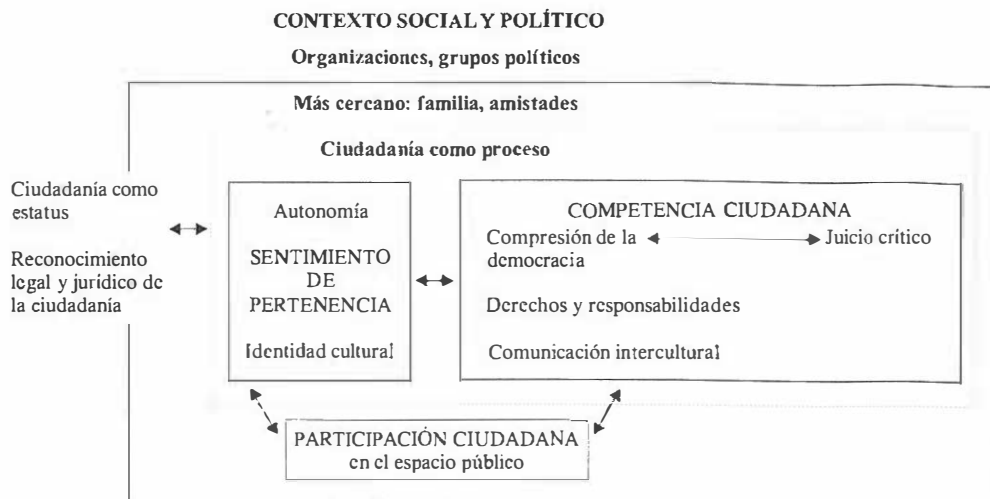 CONTEXTO SOCIAL Y POLÍTICO
Organizaciones, grupos políticos
Más cercano: familia, amistades
Ciudadanía como proceso
Ciudadanía como
estatus
Reconocimiento
legal y jurídico de
la ciudadanía
Autonomía
SENTIMIENTO
DE
PERTENENCIA
Identidad cultural
COMPETENCIA CIUDADANA
Compresión de la
democracia
Juicio crítico
Derechos y responsabilidades
Comunicación intercultural
PARTICIPACIÓN CIUDADANA
en el espacio público